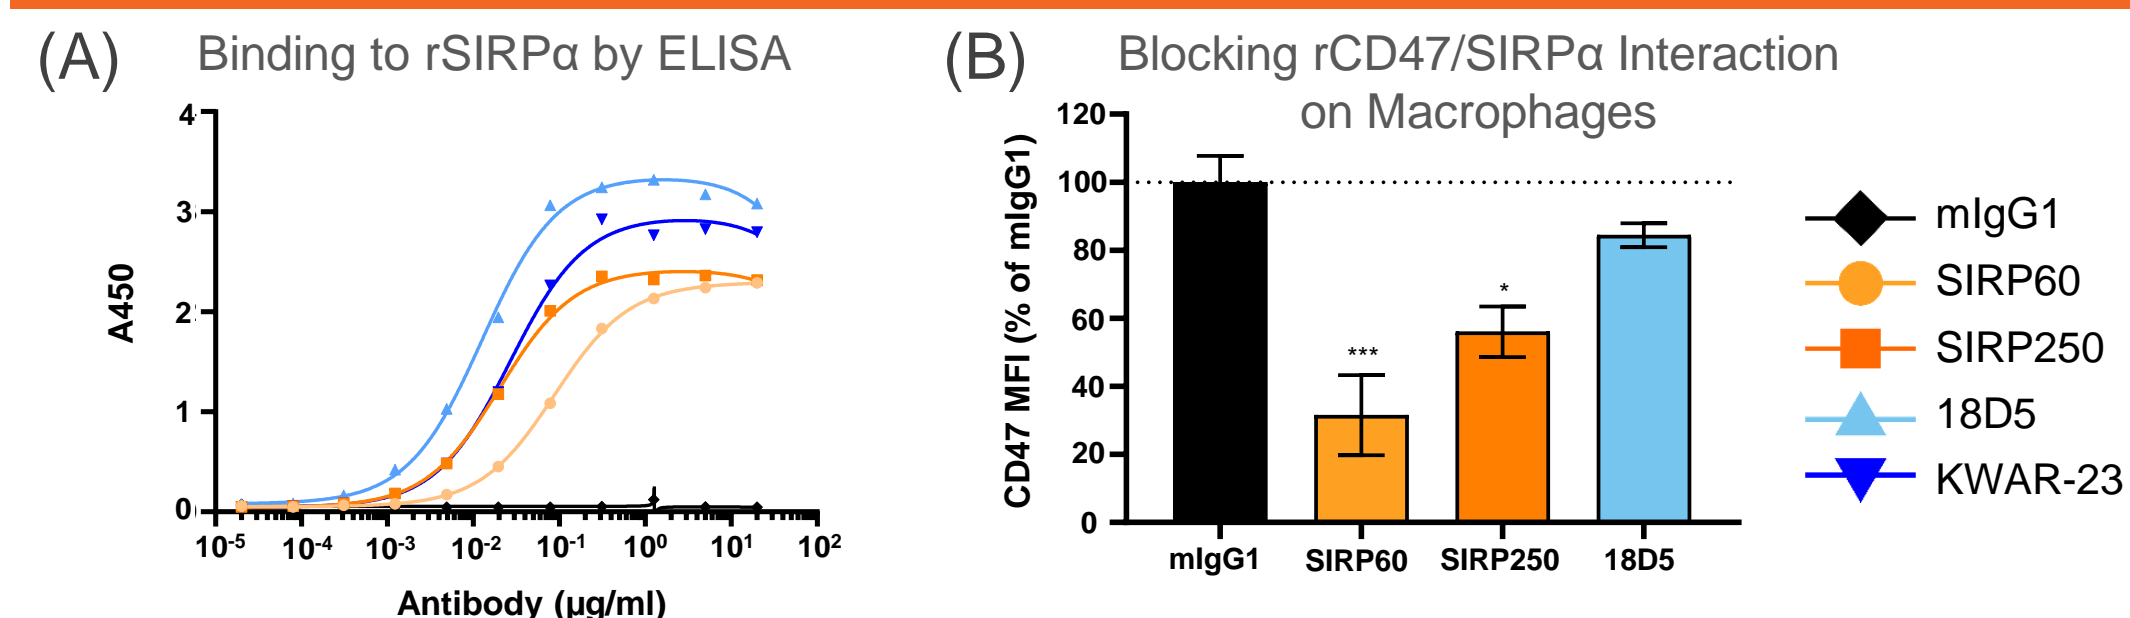 (A) Binding to rSIRPα by ELISA
4
3
2
1
0
A450
10-5 10-4 10-3 10-2 10-1 100 101 102
Antibody (μg/ml)
(B) Blocking rCD47/SIRPα Interaction
on Macrophages
120
100
80
60
40
20
0
CD47 MFI (% of mIgG1)
***
*
mIgG1 SIRP60 SIRP250 18D5
mIgG1
SIRP60
SIRP250
18D5
KWAR-23